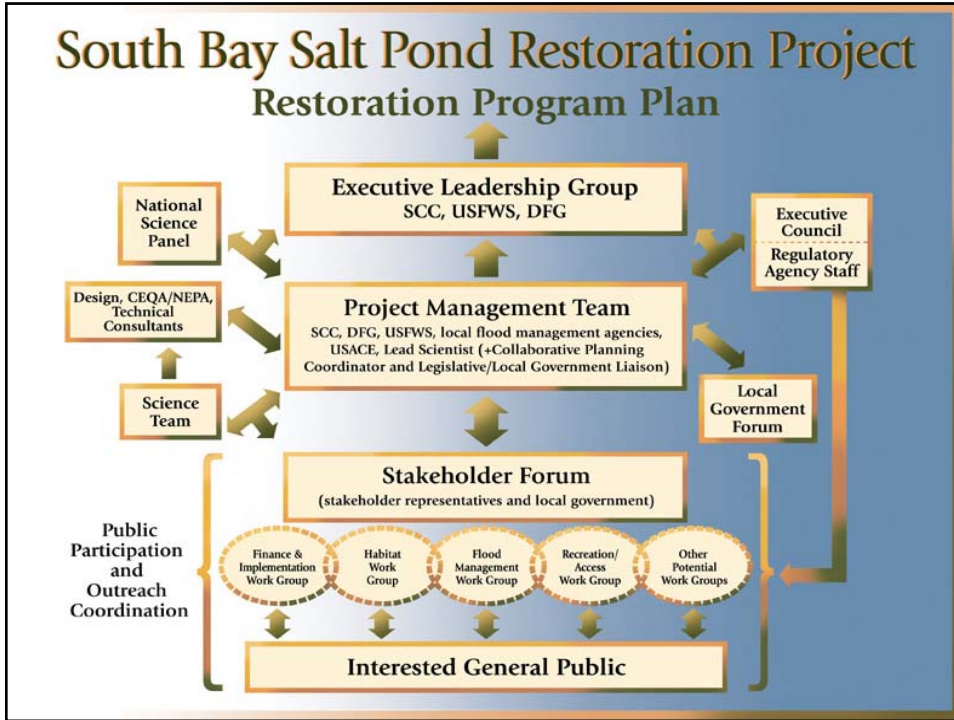 South Bay Salt Pond Restoration Project
Restoration Program Plan
Executive Leadership Group
SCC, USFWS, DFG
National
Science
Panel
Executive
Council
Regulatory
Agency Staff
Design, CEQA/NEPA,
Technical
Consultants
Project Management Team
SCC, DFG, USFWS, local flood management agencies,
USACE, Lead Scientist (+Collaborative Planning
Coordinator and Legislative/Local Government Liaison)
Science
Team
Local
Government
Forum
Stakeholder Forum
(stakeholder representatives and local government)
Public
Participation
and
Outreach
Coordination
Finance &
Implementation
Work Group
Habitat
Work
Group
Flood
Management
Work Group
Recreation/
Access
Work Group
Other
Potential
Work Groups
Interested General Public